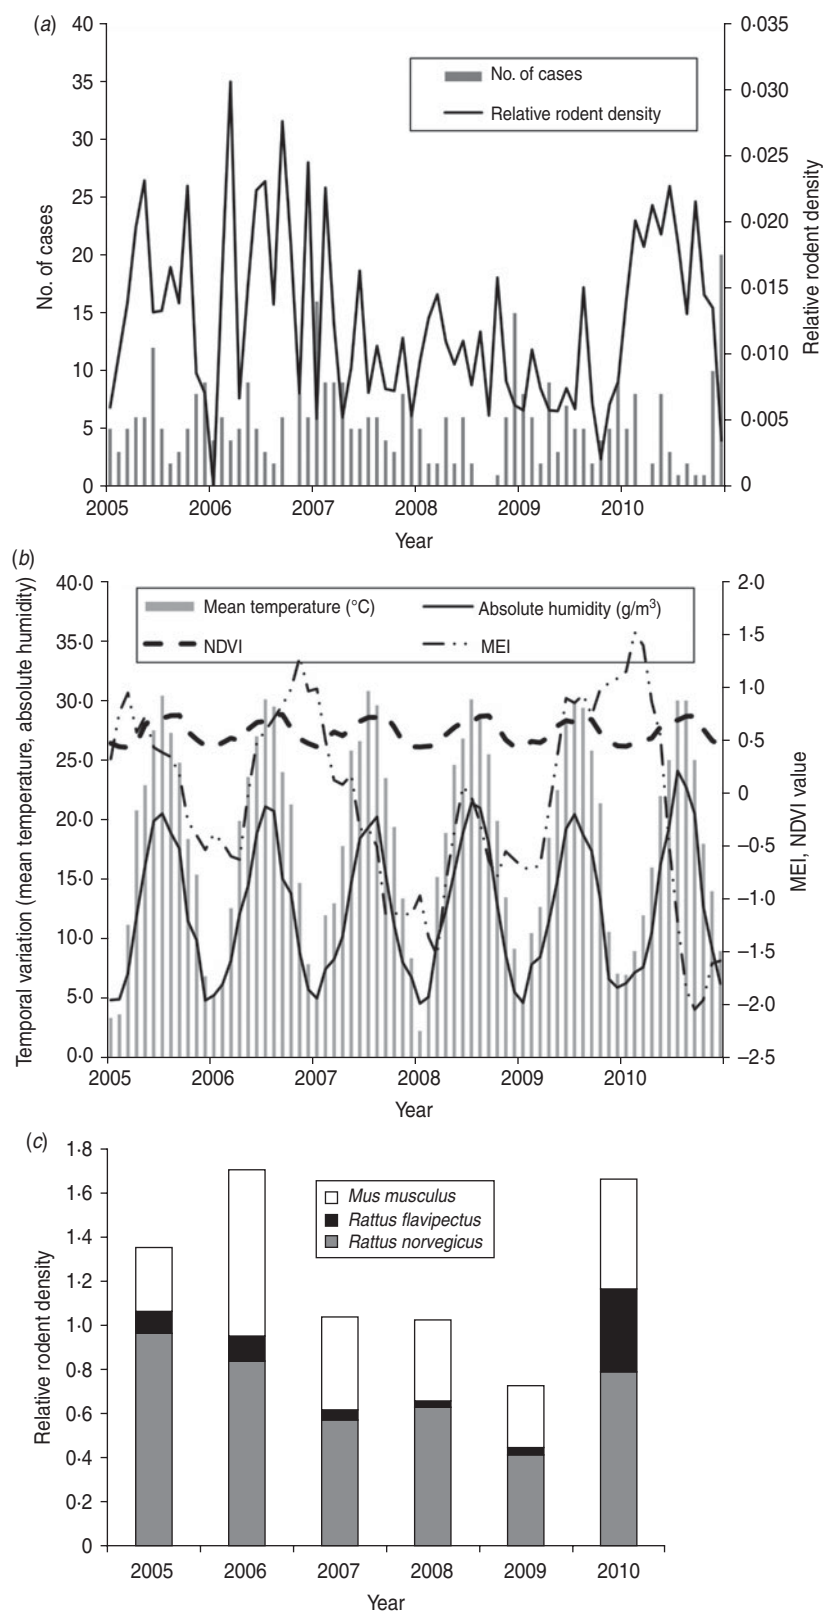 (a)
40
35
30
25
20
15
10
5
0
No. of cases
0·035
0·030
0·025
0·020
0·015
0·010
0·005
0
Relative rodent density
No. of cases
Relative rodent density
2005 2006 2007 2008 2009 2010
Year
(b)
40·0
35·0
30·0
25·0
20·0
15·0
10·0
5·0
0·0
Temporal variation (mean temperature, absolute humidity)
2·0
1·5
1·0
0·5
0
−0·5
−1·0
−1·5
−2·0
−2·5
MEI, NDVI value
Mean temperature (°C) Absolute humidity (g/m³)
NDVI MEI
2005 2006 2007 2008 2009 2010
Year
(c)
1·8
1·6
1·4
1·2
1·0
0·8
0·6
0·4
0·2
0
Relative rodent density
Mus musculus
Rattus flavipectus
Rattus norvegicus
2005 2006 2007 2008 2009 2010
Year